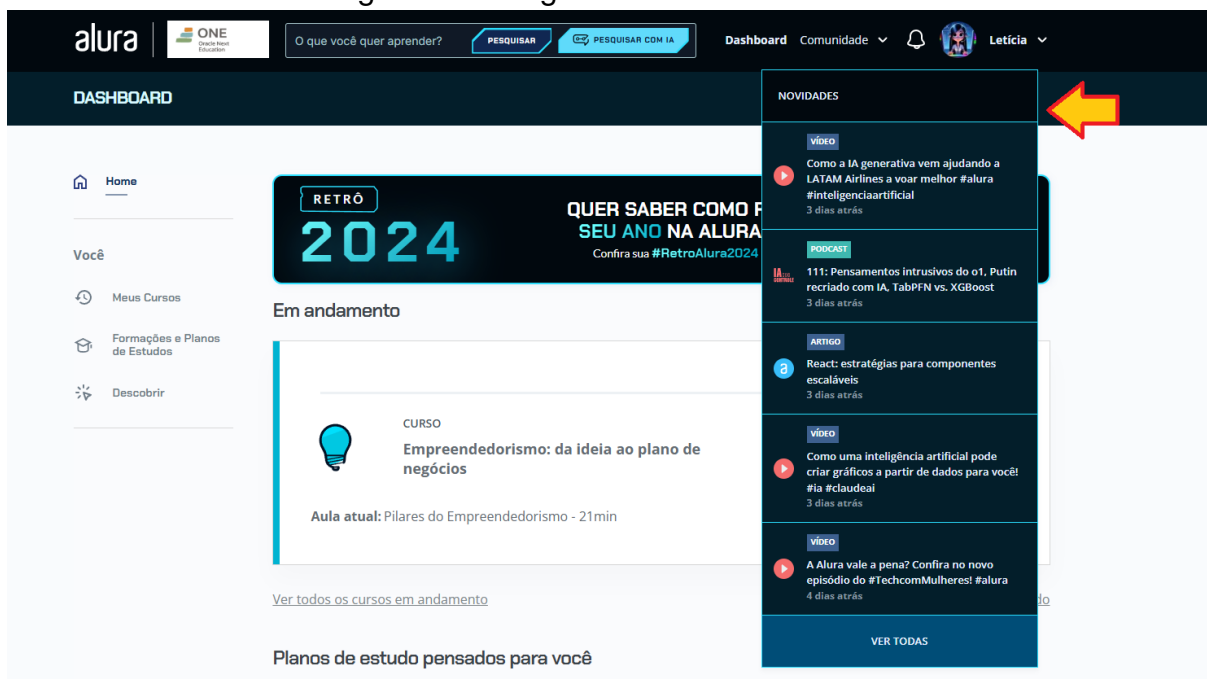 alura
ONE
Oracle Next
Education
O que você quer aprender?
PESQUISAR
PESQUISAR COM IA
Dashboard
Comunidade
Letícia
DASHBOARD
NOVIDADES
Home
Você
Meus Cursos
Formações e Planos
de Estudos
Descobrir
RETRÔ
2024
QUER SABER COMO
SEU ANO NA ALURA
Confira sua #RetroAlura2024
Em andamento
CURSO
Empreendedorismo: da ideia ao plano de
negócios
Aula atual: Pilares do Empreendedorismo - 21min
Ver todos os cursos em andamento
Planos de estudo pensados para você
VÍDEO
Como a IA generativa vem ajudando a
LATAM Airlines a voar melhor #alura
#inteligenciaartificial
3 dias atrás
PODCAST
111: Pensamentos intrusivos do o1, Putin
recriado com IA, TabPFN vs. XGBoost
3 dias atrás
ARTIGO
React: estratégias para componentes
escaláveis
3 dias atrás
VÍDEO
Como uma inteligência artificial pode
criar gráficos a partir de dados para você!
#ia #claudeai
3 dias atrás
VÍDEO
A Alura vale a pena? Confira no novo
episódio do #TechcomMulheres! #alura
4 dias atrás
VER TODAS